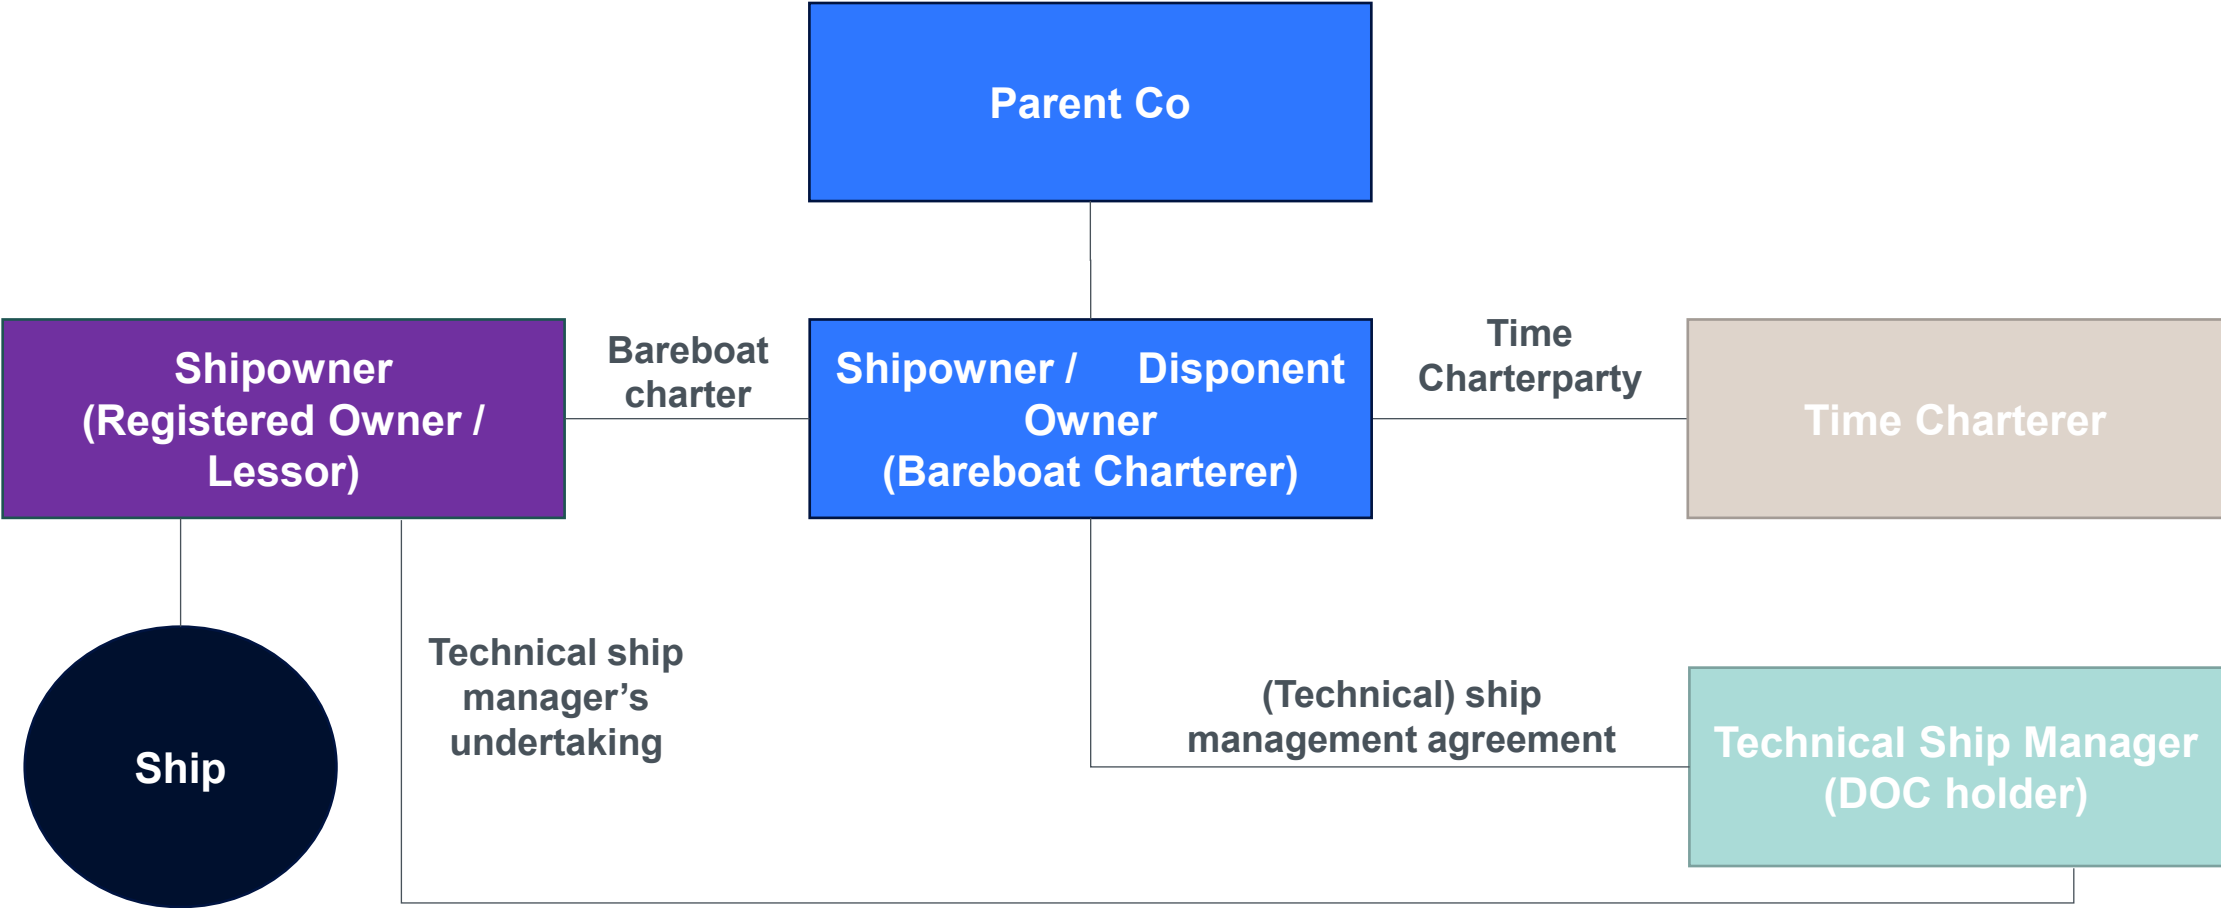 Parent Co
Shipowner
(Registered Owner /
Lessor)
Bareboat
charter
Shipowner / Disponent
Owner
(Bareboat Charterer)
Time
Charterparty
Time Charterer
Ship
Technical ship
manager’s
undertaking
(Technical) ship
management agreement
Technical Ship Manager
(DOC holder)